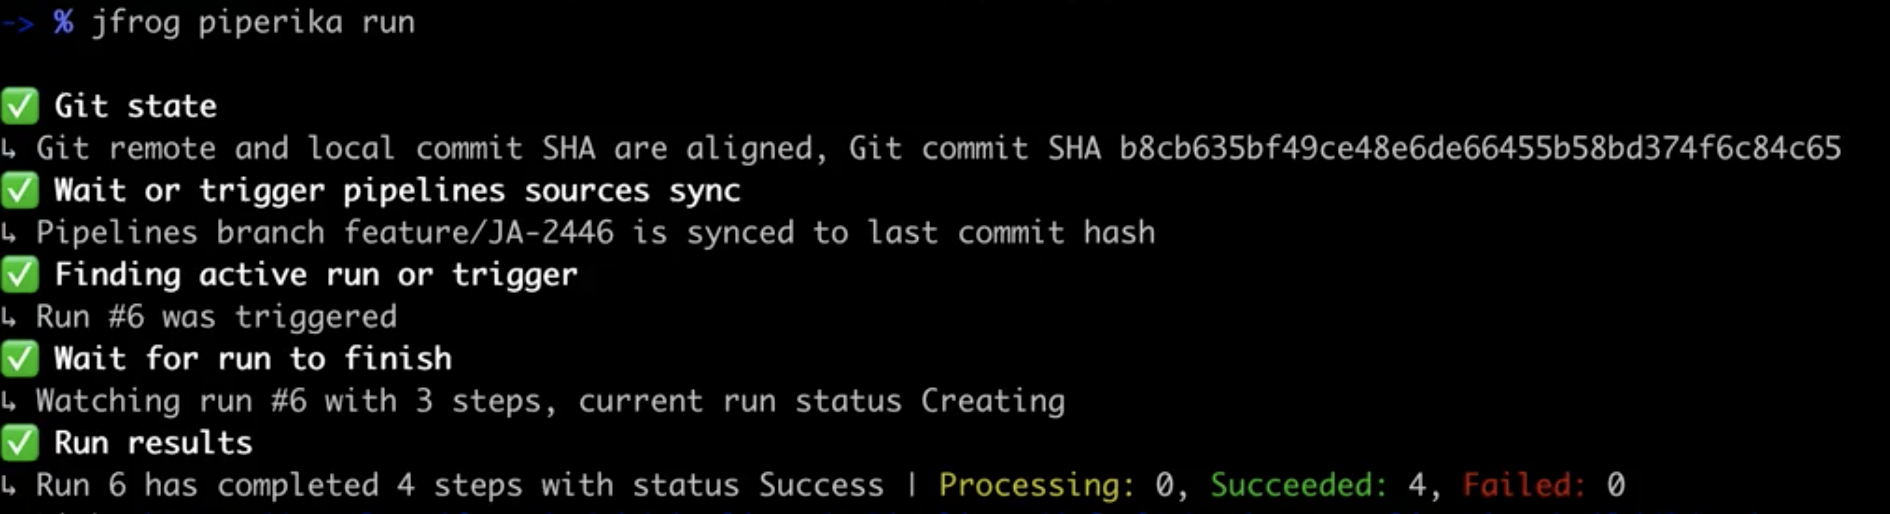 -> % jfrog piperika run
✅ Git state
↳ Git remote and local commit SHA are aligned, Git commit SHA b8cb635bf49ce48e6de66455b58bd374f6c84c65
✅ Wait or trigger pipelines sources sync
↳ Pipelines branch feature/JA-2446 is synced to last commit hash
✅ Finding active run or trigger
↳ Run #6 was triggered
✅ Wait for run to finish
↳ Watching run #6 with 3 steps, current run status Creating
✅ Run results
↳ Run 6 has completed 4 steps with status Success | Processing: 0, Succeeded: 4, Failed: 0